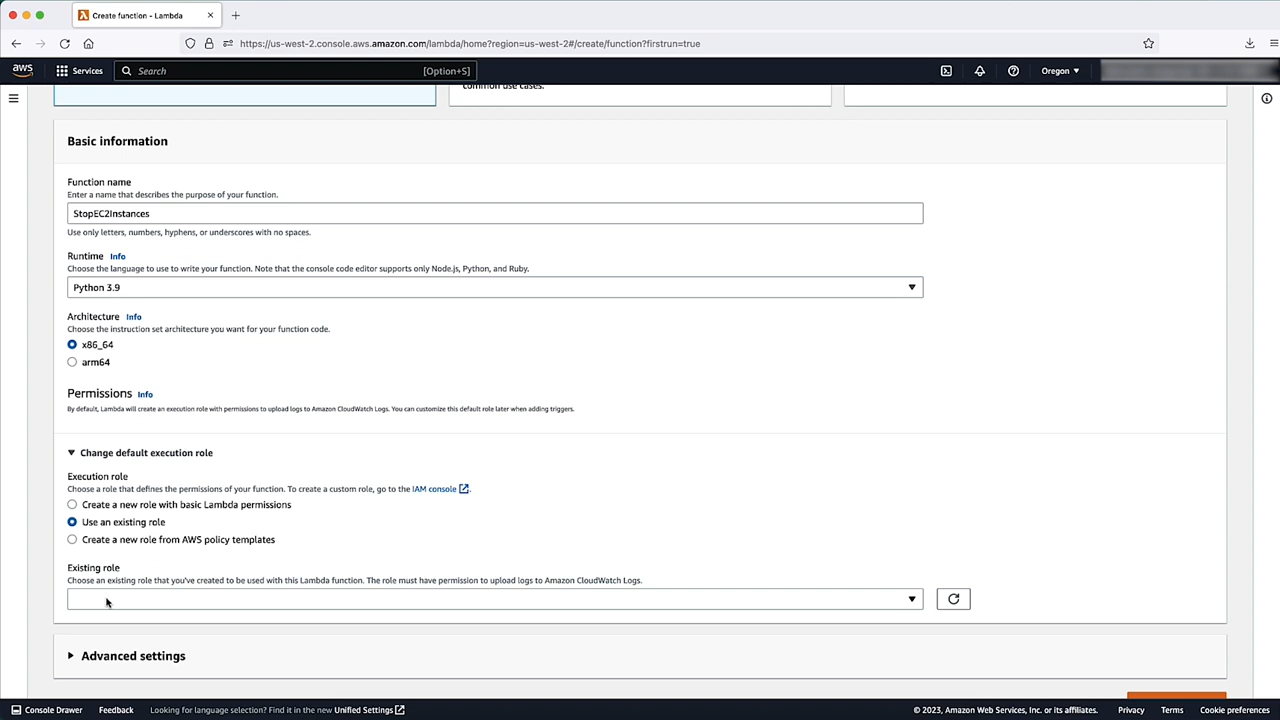 Create function - Lambda
https://us-west-2.console.aws.amazon.com/lambda/home?region=us-west-2#/create/function?firstrun=true
aws
Services
Search
[Option+S]
Oregon
common use cases.
Basic information
Function name
Enter a name that describes the purpose of your function.
StopEC2Instances
Use only letters, numbers, hyphens, or underscores with no spaces.
Runtime Info
Choose the language to use to write your function. Note that the console code editor supports only Node.js, Python, and Ruby.
Python 3.9
Architecture Info
Choose the instruction set architecture you want for your function code.
x86_64
arm64
Permissions Info
By default, Lambda will create an execution role with permissions to upload logs to Amazon CloudWatch Logs. You can customize this default role later when adding triggers.
Change default execution role
Execution role
Choose a role that defines the permissions of your function. To create a custom role, go to the IAM console.
Create a new role with basic Lambda permissions
Use an existing role
Create a new role from AWS policy templates
Existing role
Choose an existing role that you've created to be used with this Lambda function. The role must have permission to upload logs to Amazon CloudWatch Logs.
Advanced settings
Console Drawer
Feedback
Looking for language selection? Find it in the new Unified Settings
© 2023, Amazon Web Services, Inc. or its affiliates.
Privacy
Terms
Cookie preferences